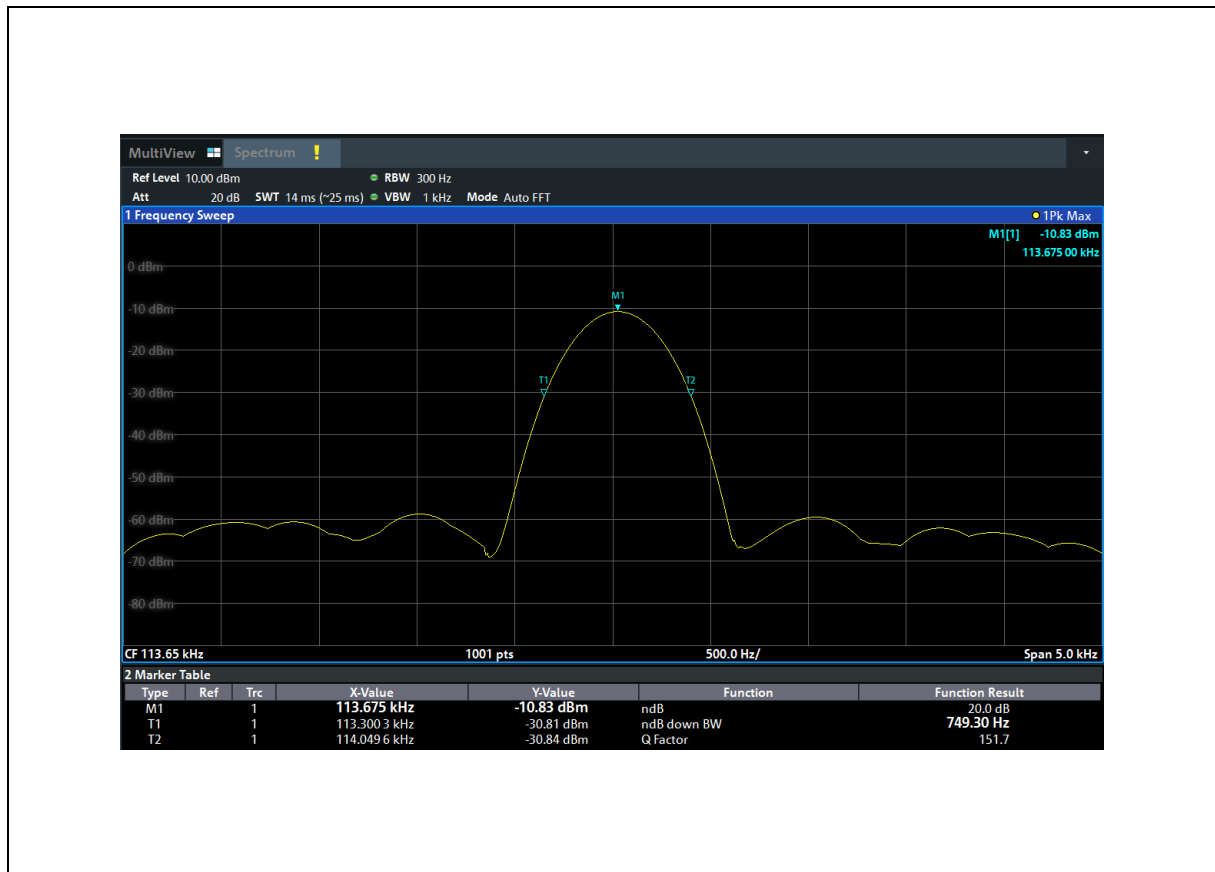 MultiView Spectrum !
Ref Level 10.00 dBm RBW 300 Hz
Att 20 dB SWT 14 ms (~25 ms) VBW 1 kHz Mode Auto FFT
1 Frequency Sweep 1Pk Max
M1[1] -10.83 dBm
113.675 00 kHz
0 dBm
M1
-10 dBm
-20 dBm
T1 T2
-30 dBm
-40 dBm
-50 dBm
-60 dBm
-70 dBm
-80 dBm
CF 113.65 kHz 1001 pts 500.0 Hz/ Span 5.0 kHz
2 Marker Table
Type Ref Trc X-Value Y-Value Function Function Result
M1 1 113.675 kHz -10.83 dBm ndB 20.0 dB
T1 1 113.300 3 kHz -30.81 dBm ndB down BW 749.30 Hz
T2 1 114.049 6 kHz -30.84 dBm Q Factor 151.7